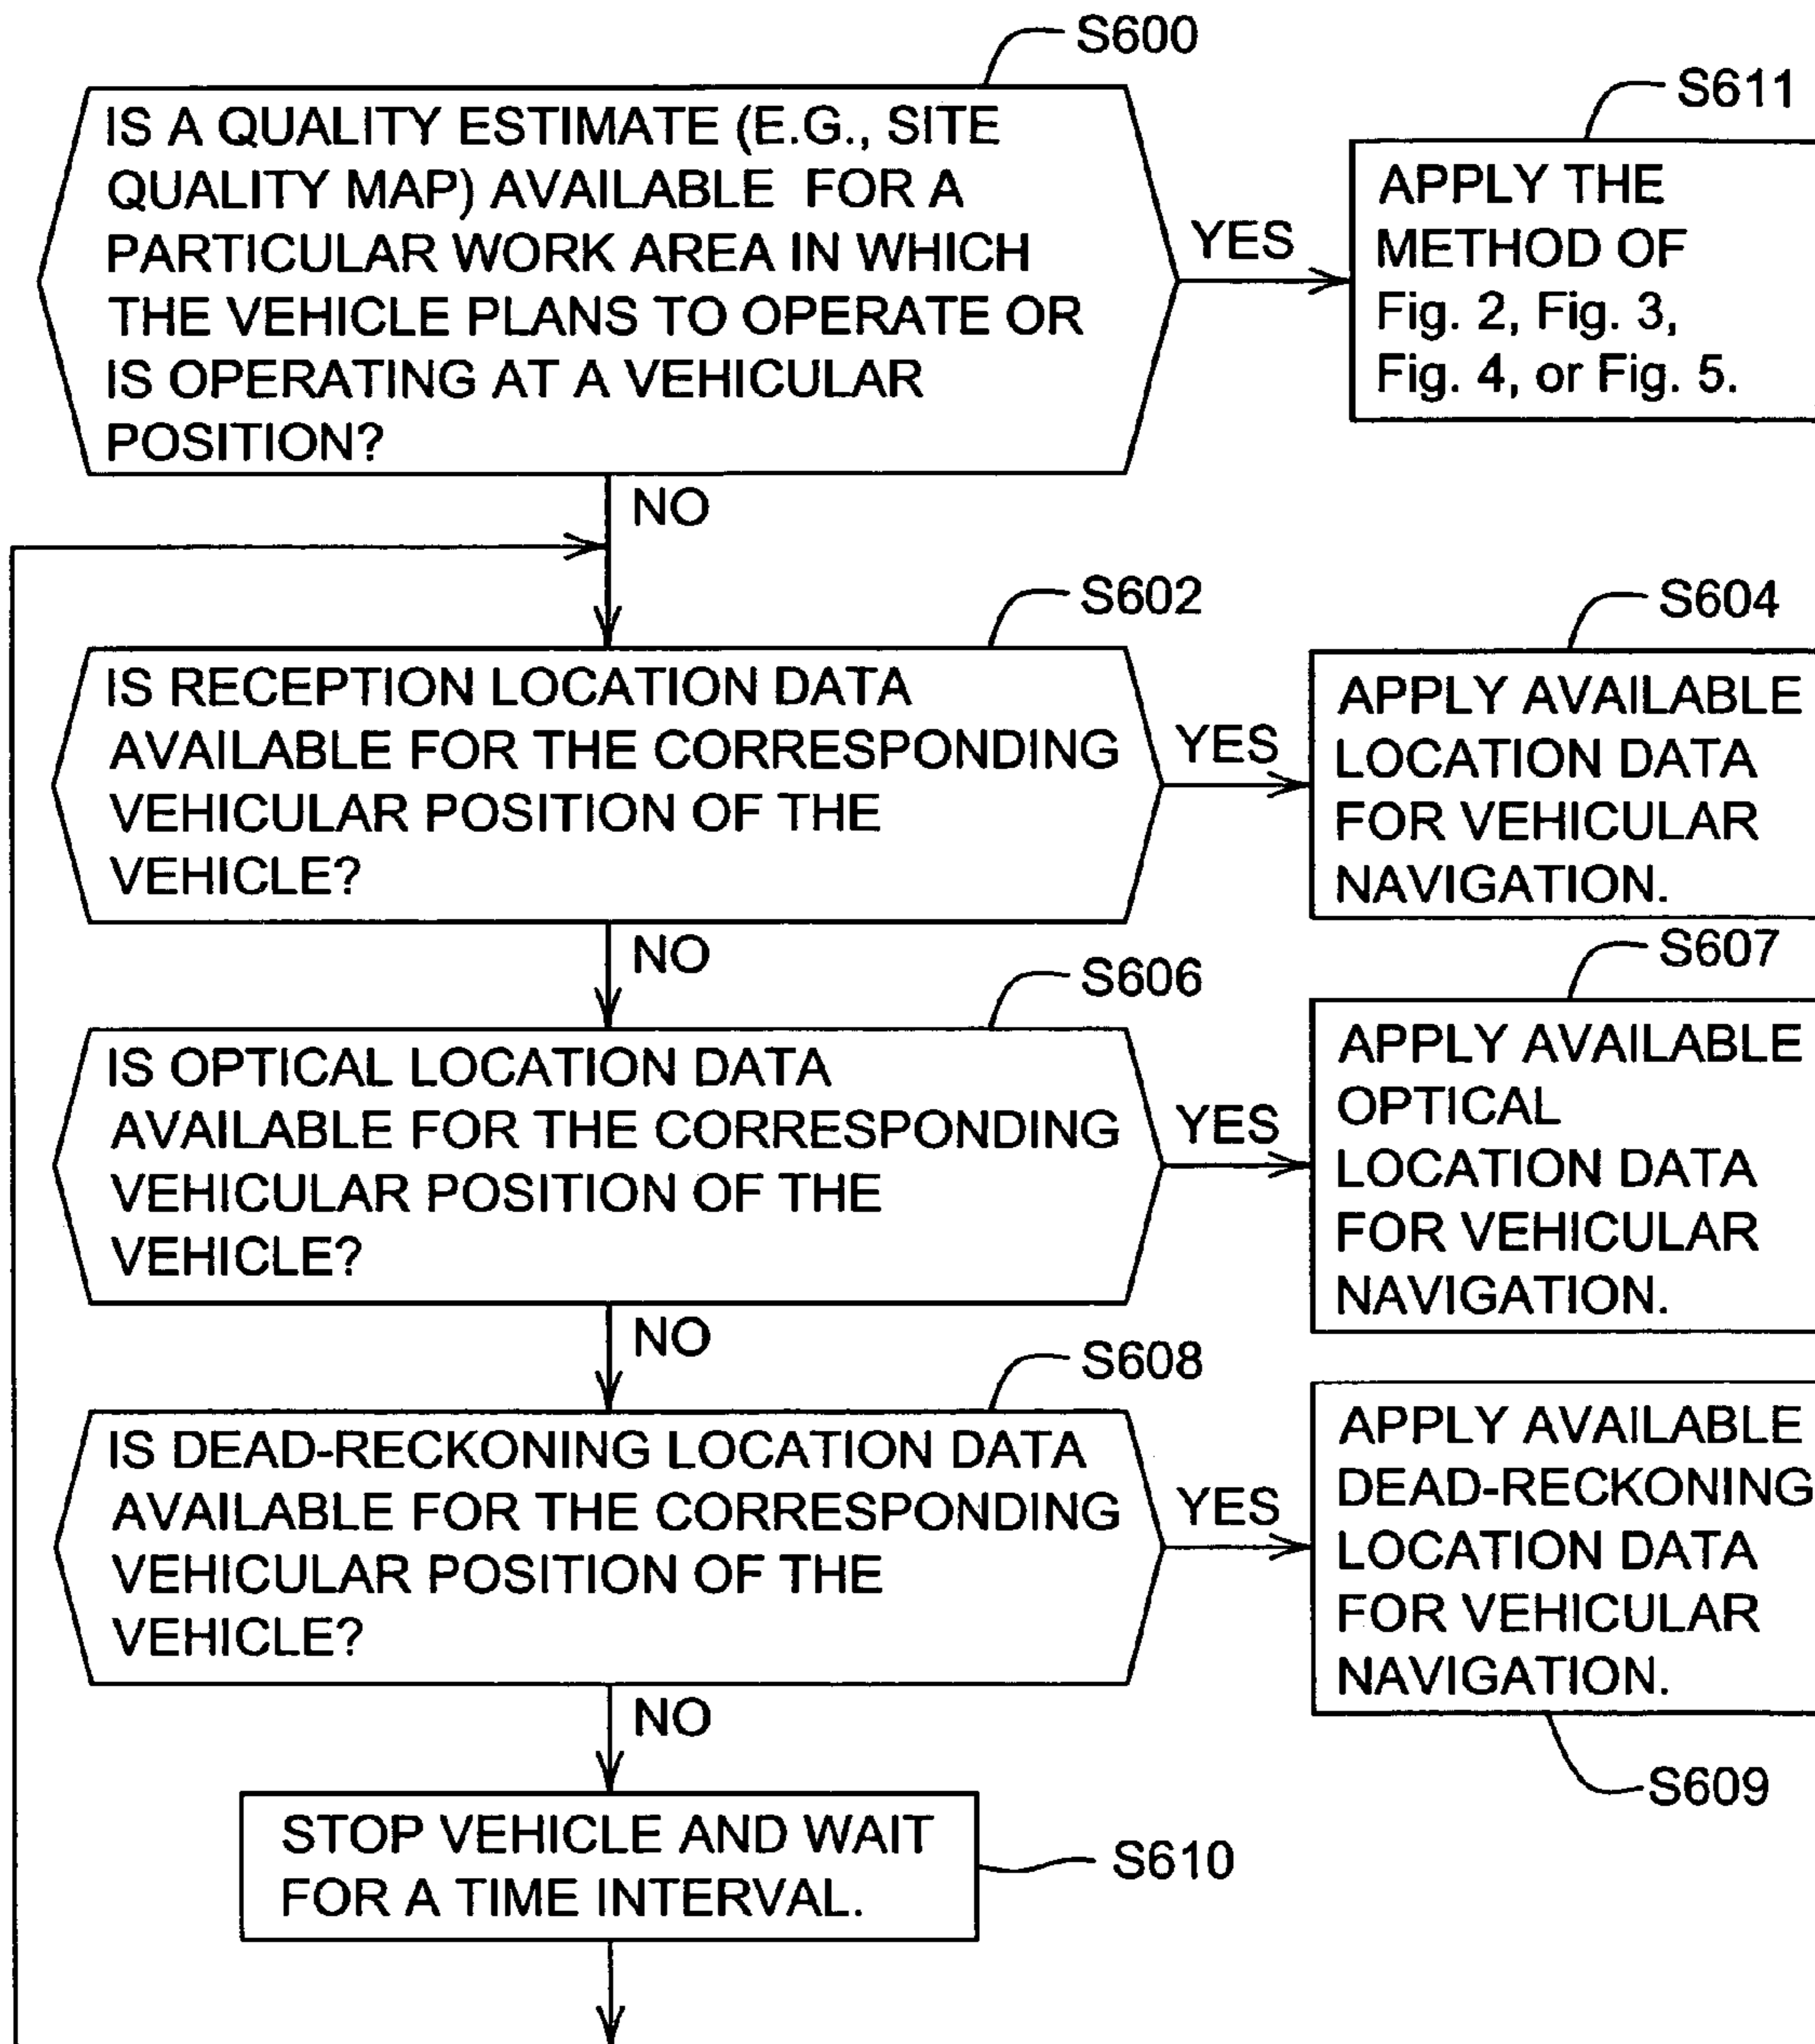 S600
IS A QUALITY ESTIMATE (E.G., SITE
QUALITY MAP) AVAILABLE FOR A
PARTICULAR WORK AREA IN WHICH
THE VEHICLE PLANS TO OPERATE OR
IS OPERATING AT A VEHICULAR
POSITION?
YES
S611
APPLY THE
METHOD OF
Fig. 2, Fig. 3,
Fig. 4, or Fig. 5.
NO
S602
IS RECEPTION LOCATION DATA
AVAILABLE FOR THE CORRESPONDING
VEHICULAR POSITION OF THE
VEHICLE?
YES
S604
APPLY AVAILABLE
LOCATION DATA
FOR VEHICULAR
NAVIGATION.
NO
S606
IS OPTICAL LOCATION DATA
AVAILABLE FOR THE CORRESPONDING
VEHICULAR POSITION OF THE
VEHICLE?
YES
S607
APPLY AVAILABLE
OPTICAL
LOCATION DATA
FOR VEHICULAR
NAVIGATION.
NO
S608
IS DEAD-RECKONING LOCATION DATA
AVAILABLE FOR THE CORRESPONDING
VEHICULAR POSITION OF THE
VEHICLE?
YES
APPLY AVAILABLE
DEAD-RECKONING
LOCATION DATA
FOR VEHICULAR
NAVIGATION.
S609
NO
STOP VEHICLE AND WAIT
FOR A TIME INTERVAL.
S610